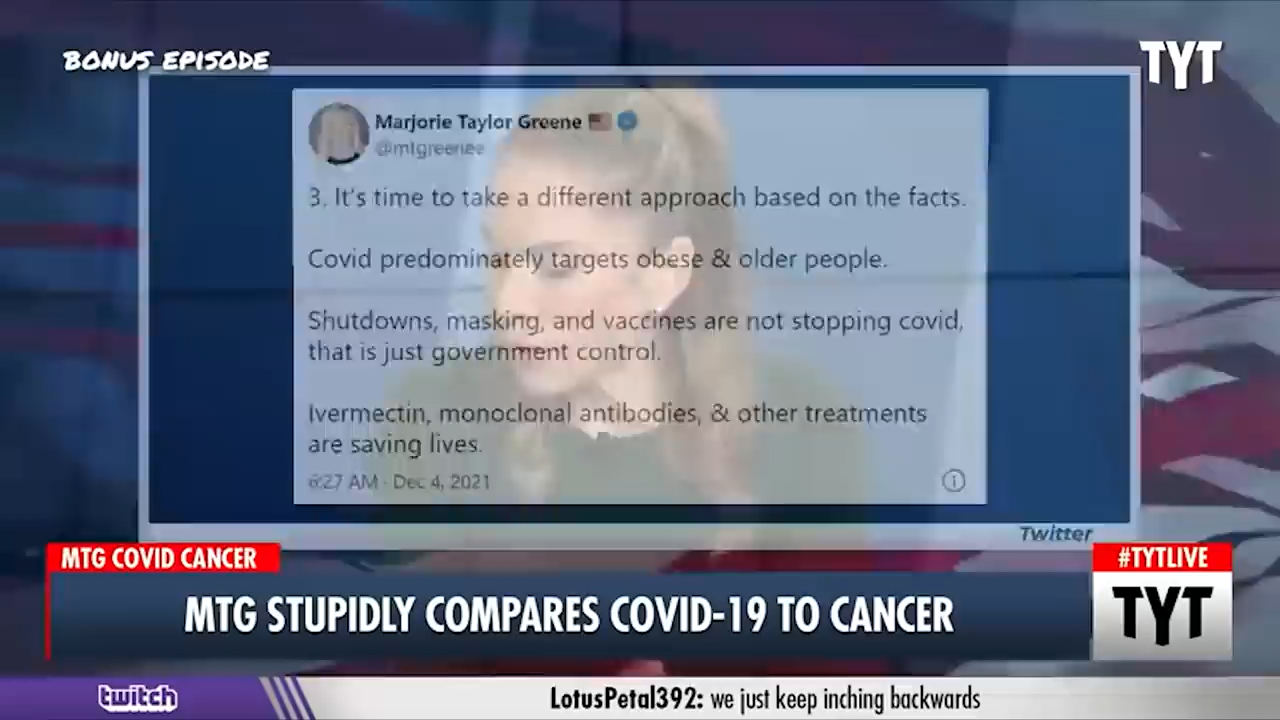 BONUS EPISODE
TYT
Marjorie Taylor Greene
@mtgreenee
3. It's time to take a different approach based on the facts.
Covid predominately targets obese & older people.
Shutdowns, masking, and vaccines are not stopping covid,
that is just government control.
Ivermectin, monoclonal antibodies, & other treatments
are saving lives.
6:27 AM · Dec 4, 2021
Twitter
MTG COVID CANCER
#TYTLIVE
MTG STUPIDLY COMPARES COVID-19 TO CANCER
TYT
twitch
LotusPetal392: we just keep inching backwards